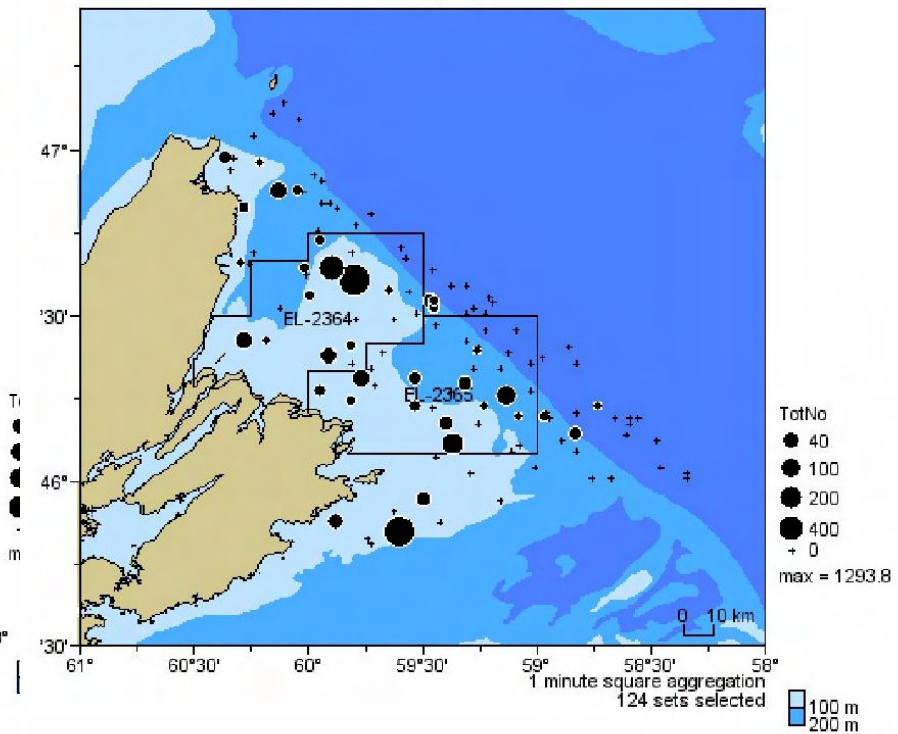 47°
'30'
46°
'30'
61°
60°30'
60°
59°30'
59°
58°30'
58°
EL-2364
EL-2365
0 10 km
1 minute square aggregation
124 sets selected
TotNo
40
100
200
400
0
max = 1293.8
100 m
200 m